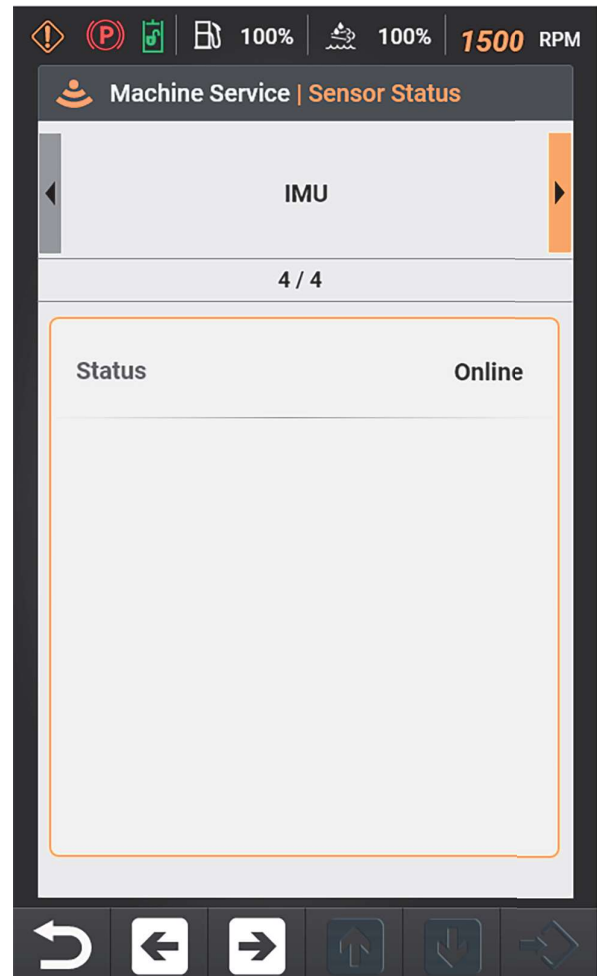 (P) 100% 100% 1500 RPM
Machine Service | Sensor Status
IMU
4 / 4
Status Online